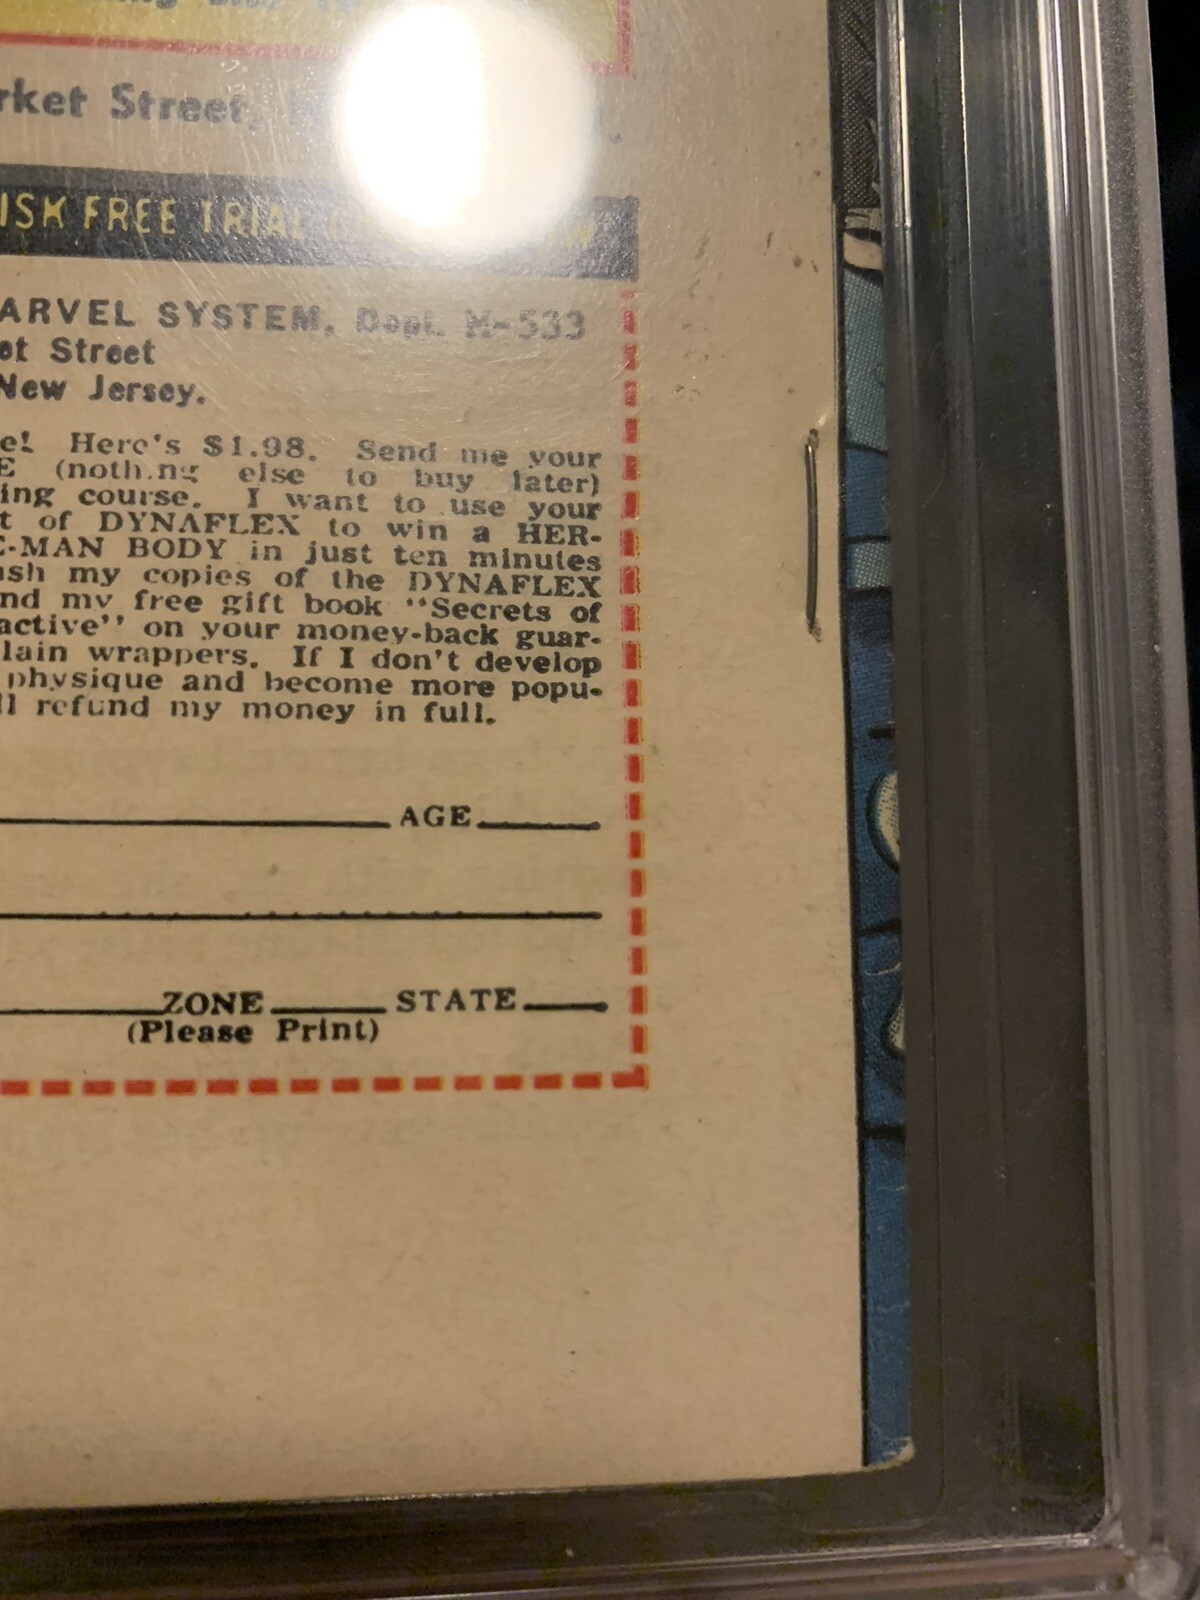 rket Street,
ISK FREE TRIAL
ARVEL SYSTEM, Dept. M-533
et Street
New Jersey.
e! Here's $1.98. Send me your
E (noth.ng else to buy later)
ing course. I want to use your
t of DYNAFLEX to win a HER-
E-MAN BODY in just ten minutes
ush my copies of the DYNAFLEX
nd my free gift book "Secrets of
active" on your money-back guar-
lain wrappers. If I don't develop
physique and become more popu-
ll refund my money in full.
AGE
ZONE STATE
(Please Print)